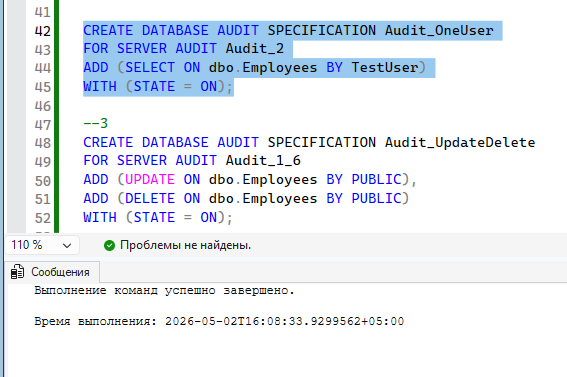 41
42 CREATE DATABASE AUDIT SPECIFICATION Audit_OneUser
43 FOR SERVER AUDIT Audit_2
44 ADD (SELECT ON dbo.Employees BY TestUser)
45 WITH (STATE = ON);
46
47 --3
48 CREATE DATABASE AUDIT SPECIFICATION Audit_UpdateDelete
49 FOR SERVER AUDIT Audit_1_6
50 ADD (UPDATE ON dbo.Employees BY PUBLIC),
51 ADD (DELETE ON dbo.Employees BY PUBLIC)
52 WITH (STATE = ON);
110 % Проблемы не найдены.
Сообщения
Выполнение команд успешно завершено.
Время выполнения: 2026-05-02T16:08:33.9299562+05:00